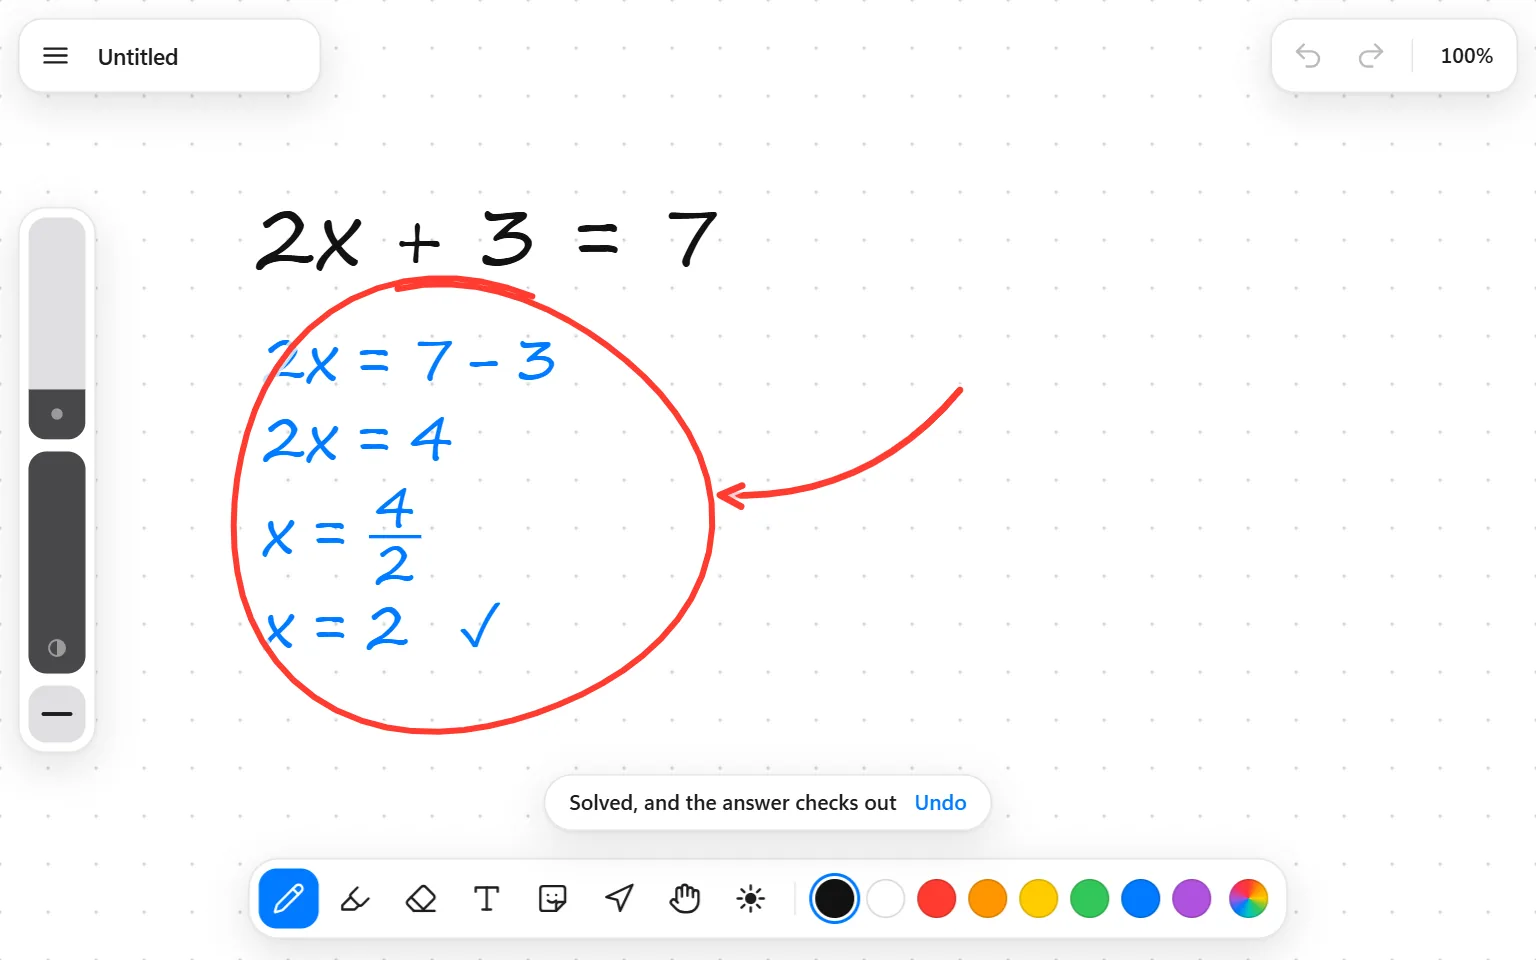 Untitled
100%
2x + 3 = 7
2x = 7 - 3
2x = 4
x = 4/2
x = 2 ✓
Solved, and the answer checks out Undo